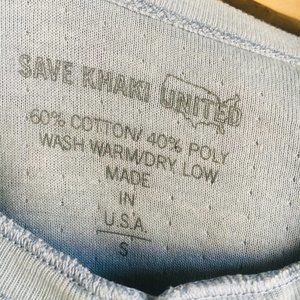 SAVE KHAKI UNITED
60% COTTON/ 40% POLY
WASH WARM/DRY LOW
MADE
IN
U.S.A.
S